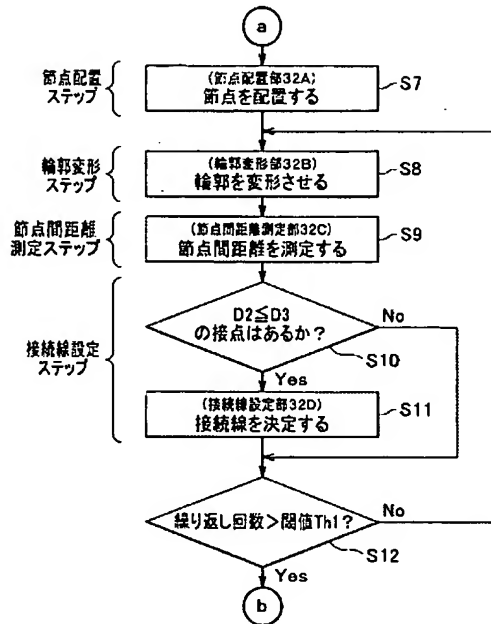 a
節点配置
ステップ
(節点配置部32A)
節点を配置する
S7
輪郭変形
ステップ
(輪郭変形部32B)
輪郭を変形させる
S8
節点間距離
測定ステップ
(節点間距離測定部32C)
節点間距離を測定する
S9
接続線設定
ステップ
D2≦D3
の接点はあるか?
No
S10
Yes
(接続線設定部32D)
接続線を決定する
S11
繰り返し回数>閾値Th1?
No
S12
Yes
b